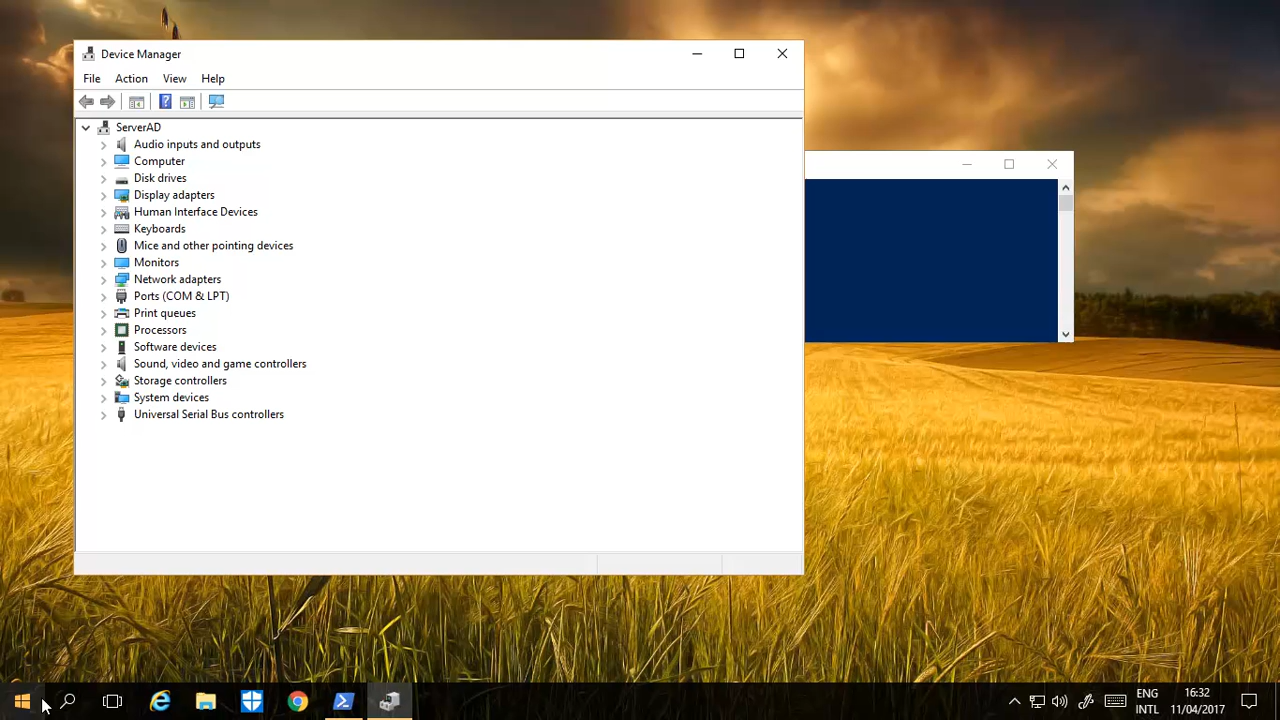 Device Manager
File Action View Help
ServerAD
Audio inputs and outputs
Computer
Disk drives
Display adapters
Human Interface Devices
Keyboards
Mice and other pointing devices
Monitors
Network adapters
Ports (COM & LPT)
Print queues
Processors
Software devices
Sound, video and game controllers
Storage controllers
System devices
Universal Serial Bus controllers
ENG 16:32
INTL 11/04/2017